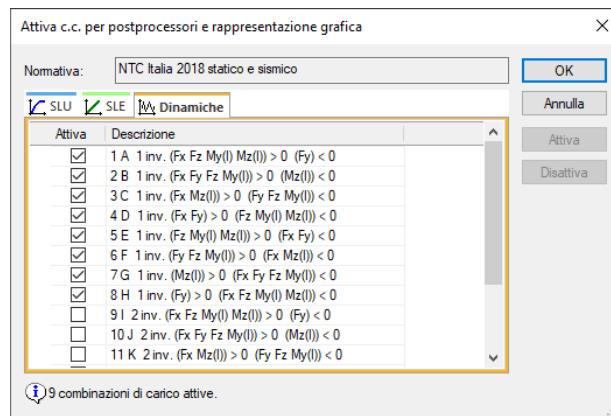 Attiva c.c. per postprocessori e rappresentazione grafica
Normativa: NTC Italia 2018 statico e sismico
OK
SLU SLE Dinamiche
Annulla
Attiva Descrizione
Attiva
1 A 1 inv. (Fx Fz My(l) Mz(l)) > 0 (Fy) < 0
Disattiva
2 B 1 inv. (Fx Fy Fz My(l)) > 0 (Mz(l)) < 0
3 C 1 inv. (Fx Mz(l)) > 0 (Fy Fz My(l)) < 0
4 D 1 inv. (Fx Fy) > 0 (Fz My(l) Mz(l)) < 0
5 E 1 inv. (Fz My(l) Mz(l)) > 0 (Fx Fy) < 0
6 F 1 inv. (Fy Fz My(l)) > 0 (Fx Mz(l)) < 0
7 G 1 inv. (Mz(l)) > 0 (Fx Fy Fz My(l)) < 0
8 H 1 inv. (Fy) > 0 (Fx Fz My(l) Mz(l)) < 0
9 I 2 inv. (Fx Fz My(l) Mz(l)) > 0 (Fy) < 0
10 J 2 inv. (Fx Fy Fz My(l)) > 0 (Mz(l)) < 0
11 K 2 inv. (Fx Mz(l)) > 0 (Fy Fz My(l)) < 0
9 combinazioni di carico attive.